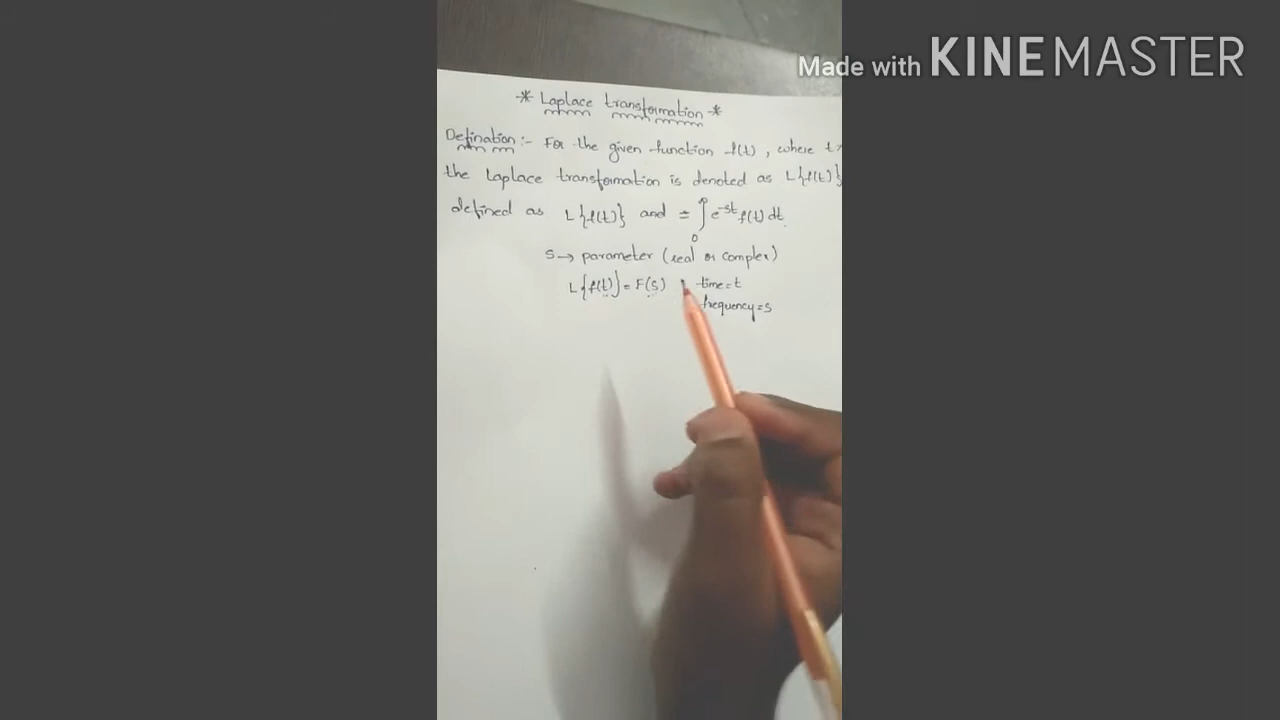 Made with KINEMASTER
* Laplace transformation *
Defination :- For the given function f(t), where t
the Laplace transformation is denoted as L{f(t)}
defined as L{f(t)} and = ∫₀^∞ e^-st f(t) dt.
s → parameter (real or complex)
L{f(t)} = F(s) time = t
frequency = s